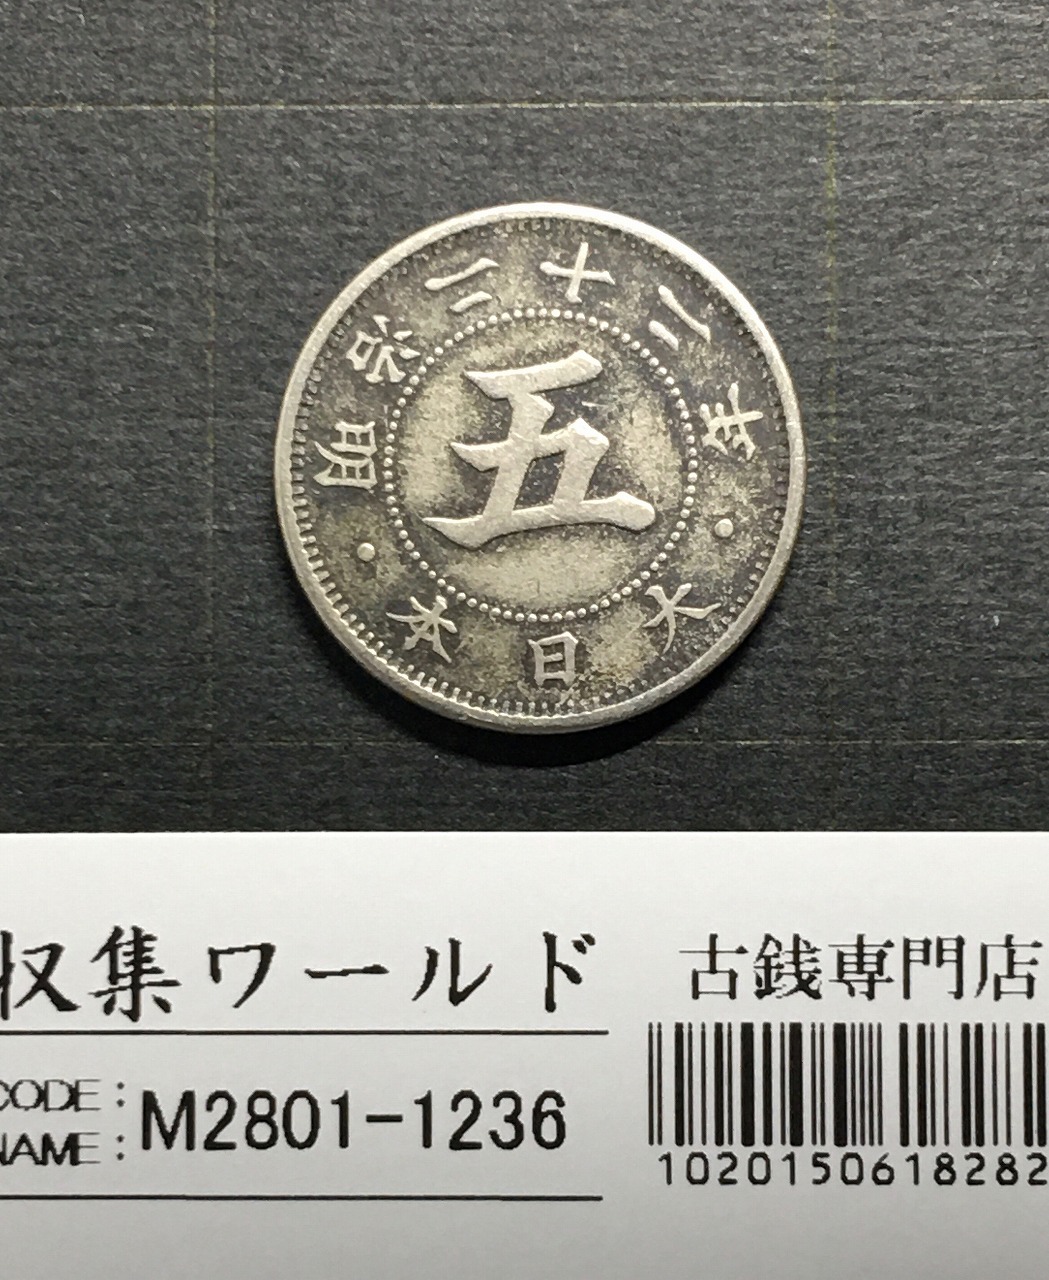 明治三十二年
五
大日本
収集ワールド
古銭専門店
CODE:
NAME:
M2801-1236
1020150618282